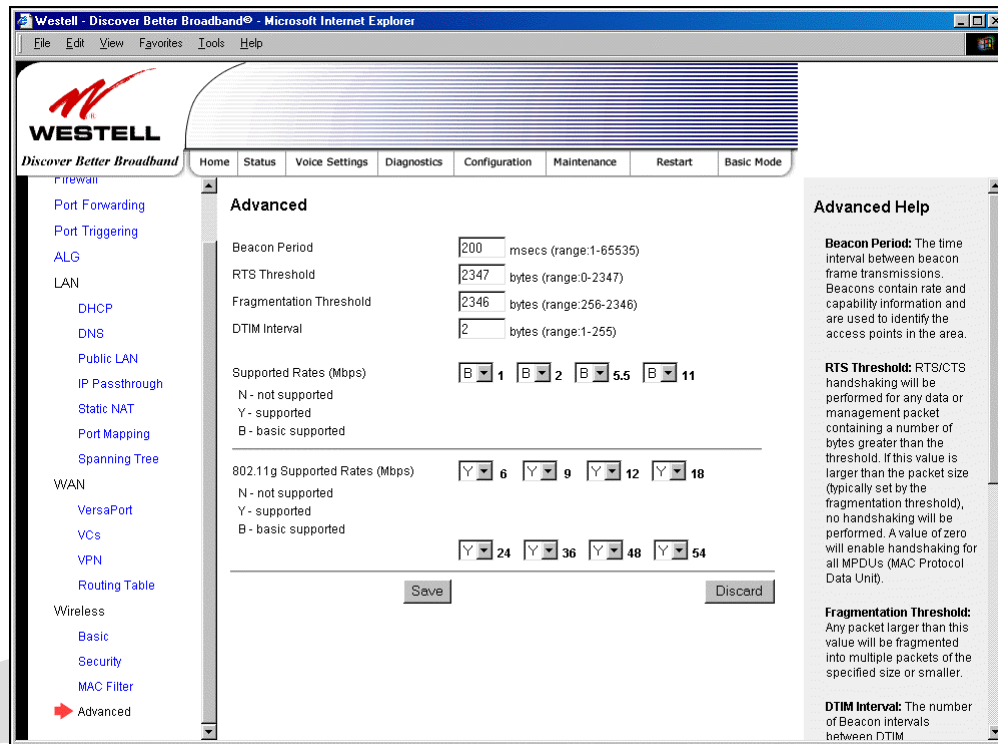 Westell - Discover Better Broadband® - Microsoft Internet Explorer
File Edit View Favorites Tools Help
WESTELL
Discover Better Broadband
Home Status Voice Settings Diagnostics Configuration Maintenance Restart Basic Mode
Firewall
Port Forwarding
Port Triggering
ALG
LAN
DHCP
DNS
Public LAN
IP Passthrough
Static NAT
Port Mapping
Spanning Tree
WAN
VersaPort
VCs
VPN
Routing Table
Wireless
Basic
Security
MAC Filter
Advanced
Advanced
Beacon Period 200 msecs (range:1-65535)
RTS Threshold 2347 bytes (range:0-2347)
Fragmentation Threshold 2346 bytes (range:256-2346)
DTIM Interval 2 bytes (range:1-255)
Supported Rates (Mbps) B 1 B 2 B 5.5 B 11
N - not supported
Y - supported
B - basic supported
802.11g Supported Rates (Mbps) Y 6 Y 9 Y 12 Y 18
N - not supported
Y - supported
B - basic supported
Y 24 Y 36 Y 48 Y 54
Save Discard
Advanced Help
Beacon Period: The time
interval between beacon
frame transmissions.
Beacons contain rate and
capability information and
are used to identify the
access points in the area.
RTS Threshold: RTS/CTS
handshaking will be
performed for any data or
management packet
containing a number of
bytes greater than the
threshold. If this value is
larger than the packet size
(typically set by the
fragmentation threshold),
no handshaking will be
performed. A value of zero
will enable handshaking for
all MPDUs (MAC Protocol
Data Unit).
Fragmentation Threshold:
Any packet larger than this
value will be fragmented
into multiple packets of the
specified size or smaller.
DTIM Interval: The number
of Beacon intervals
between DTIM